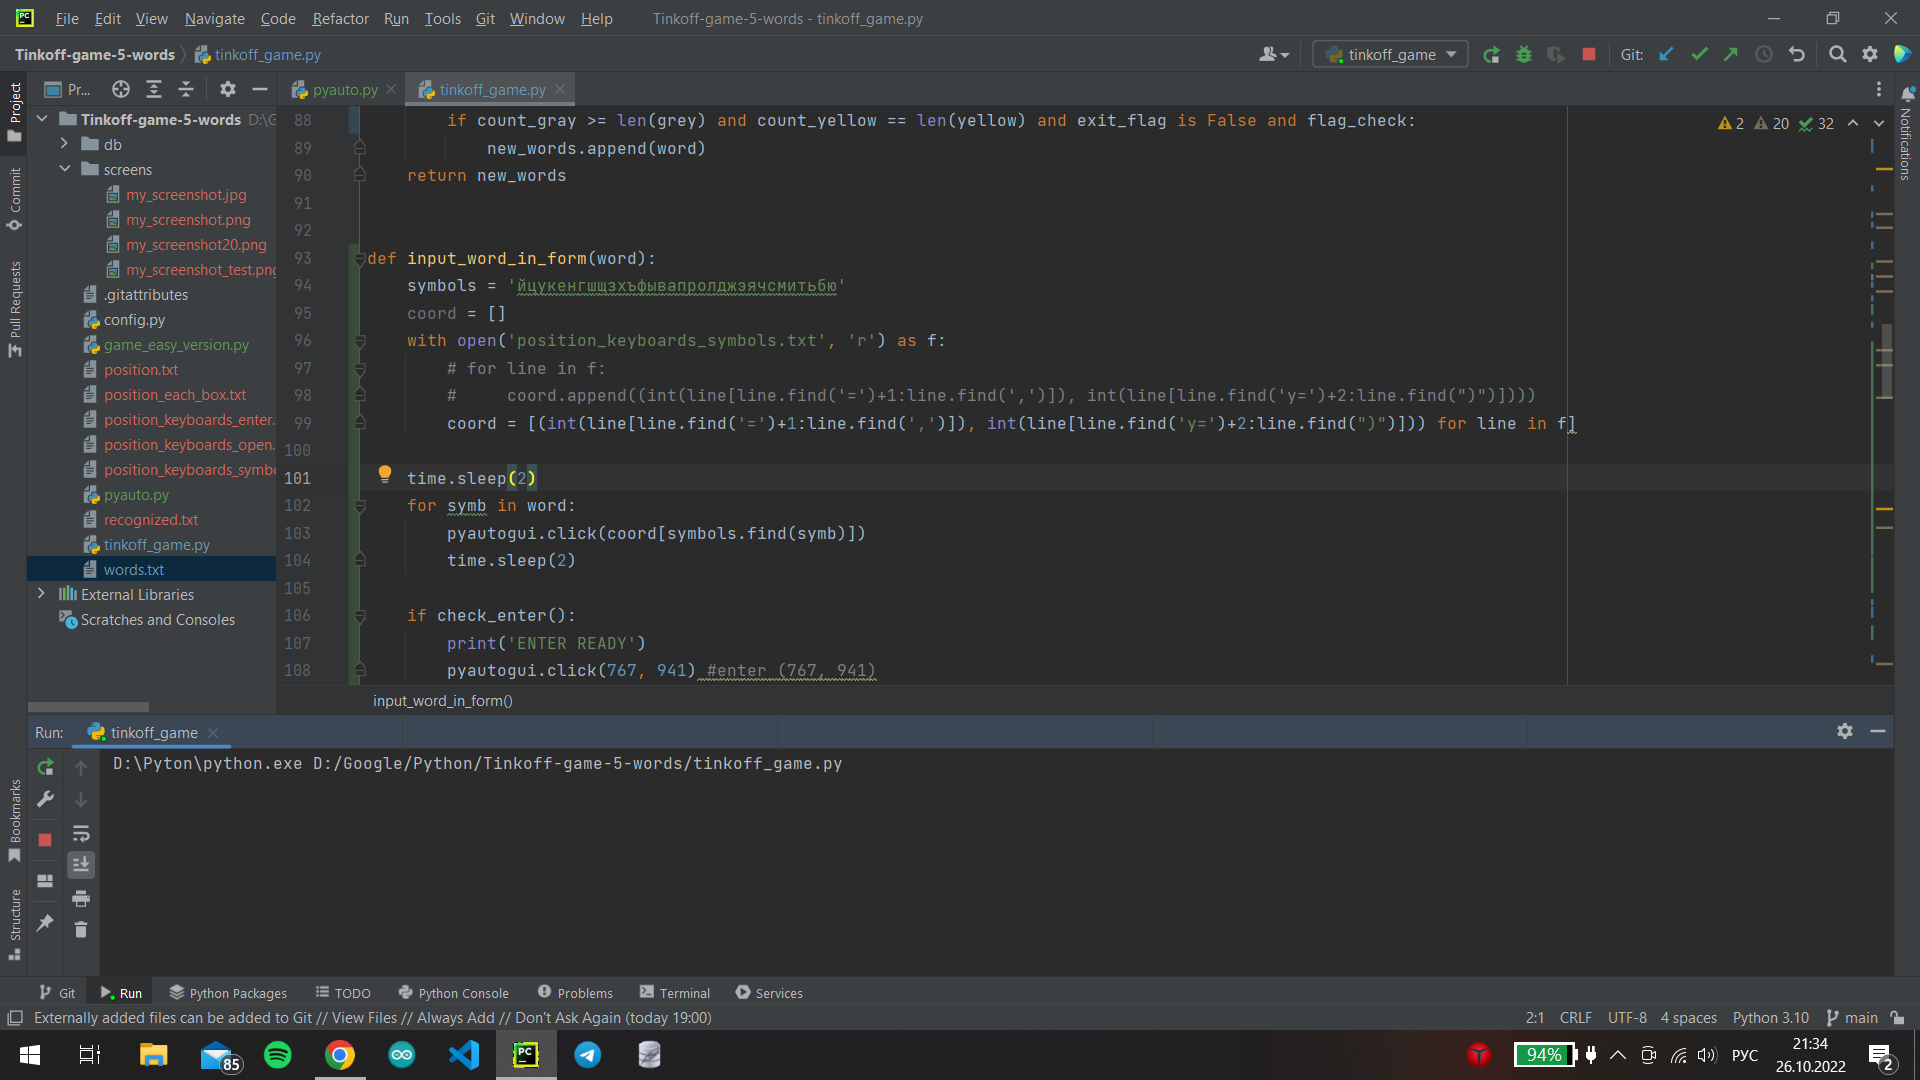 File Edit View Navigate Code Refactor Run Tools Git Window Help Tinkoff-game-5-words - tinkoff_game.py
Tinkoff-game-5-words tinkoff_game.py tinkoff_game Git:
Project
Commit
Pull Requests
Bookmarks
Structure
Notifications
Pr...
Tinkoff-game-5-words D:\G
db
screens
my_screenshot.jpg
my_screenshot.png
my_screenshot20.png
my_screenshot_test.png
.gitattributes
config.py
game_easy_version.py
position.txt
position_each_box.txt
position_keyboards_enter.
position_keyboards_open.
position_keyboards_symbo
pyauto.py
recognized.txt
tinkoff_game.py
words.txt
External Libraries
Scratches and Consoles
pyauto.py tinkoff_game.py
2 20 32
88 if count_gray >= len(grey) and count_yellow == len(yellow) and exit_flag is False and flag_check:
89 new_words.append(word)
90 return new_words
91
92
93 def input_word_in_form(word):
94 symbols = 'йцукенгшщзхъфывапролджэячсмитьбю'
95 coord = []
96 with open('position_keyboards_symbols.txt', 'r') as f:
97 # for line in f:
98 # coord.append((int(line[line.find('=')+1:line.find(',')]), int(line[line.find('y=')+2:line.find(")")])))
99 coord = [(int(line[line.find('=')+1:line.find(',')]), int(line[line.find('y=')+2:line.find(")")])) for line in f]
100
101 time.sleep(2)
102 for symb in word:
103 pyautogui.click(coord[symbols.find(symb)])
104 time.sleep(2)
105
106 if check_enter():
107 print('ENTER READY')
108 pyautogui.click(767, 941) #enter (767, 941)
input_word_in_form()
Run: tinkoff_game
D:\Pyton\python.exe D:/Google/Python/Tinkoff-game-5-words/tinkoff_game.py
Git Run Python Packages TODO Python Console Problems Terminal Services
Externally added files can be added to Git // View Files // Always Add // Don't Ask Again (today 19:00) 2:1 CRLF UTF-8 4 spaces Python 3.10 main
85 PC 94% РУС 21:34
26.10.2022 2